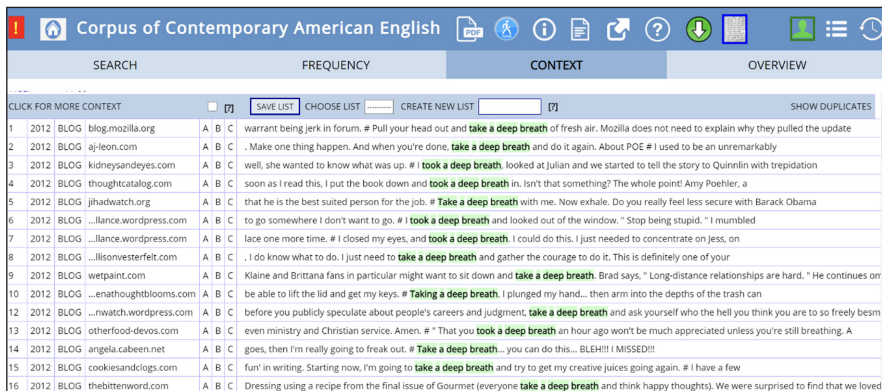 ! Corpus of Contemporary American English PDF i ?
SEARCH FREQUENCY CONTEXT OVERVIEW
CLICK FOR MORE CONTEXT [?] SAVE LIST CHOOSE LIST ---------- CREATE NEW LIST [?] SHOW DUPLICATES
1 2012 BLOG blog.mozilla.org A B C warrant being jerk in forum. # Pull your head out and take a deep breath of fresh air. Mozilla does not need to explain why they pulled the update
2 2012 BLOG aj-leon.com A B C . Make one thing happen. And when you're done, take a deep breath and do it again. About POE # I used to be an unremarkably
3 2012 BLOG kidneysandeyes.com A B C well, she wanted to know what was up. # I took a deep breath, looked at Julian and we started to tell the story to Quinnlin with trepidation
4 2012 BLOG thoughtcatalog.com A B C soon as I read this, I put the book down and took a deep breath in. Isn't that something? The whole point! Amy Poehler, a
5 2012 BLOG jihadwatch.org A B C that he is the best suited person for the job. # Take a deep breath with me. Now exhale. Do you really feel less secure with Barack Obama
6 2012 BLOG ...llance.wordpress.com A B C to go somewhere I don't want to go. # I took a deep breath and looked out of the window. " Stop being stupid. " I mumbled
7 2012 BLOG ...llance.wordpress.com A B C lace one more time. # I closed my eyes, and took a deep breath. I could do this. I just needed to concentrate on Jess, on
8 2012 BLOG ...llisonvesterfelt.com A B C , I do know what to do. I just need to take a deep breath and gather the courage to do it. This is definitely one of your
9 2012 BLOG wetpaint.com A B C Klaine and Brittana fans in particular might want to sit down and take a deep breath. Brad says, " Long-distance relationships are hard. " He continues om
10 2012 BLOG ...enathoughtblooms.com A B C be able to lift the lid and get my keys. # Taking a deep breath, I plunged my hand... then arm into the depths of the trash can
12 2012 BLOG ...nwatch.wordpress.com A B C before you publicly speculate about people's careers and judgment, take a deep breath and ask yourself who the hell you think you are to so freely besm
13 2012 BLOG otherfood-devos.com A B C even ministry and Christian service. Amen. # " That you took a deep breath an hour ago won't be much appreciated unless you're still breathing. A
14 2012 BLOG angela.cabeen.net A B C goes, then I'm really going to freak out. # Take a deep breath... you can do this... BLEH!!! I MISSED!!!
15 2012 BLOG cookiesandclogs.com A B C fun' in writing. Starting now, I'm going to take a deep breath and try to get my creative juices going again. # I have a few
16 2012 BLOG thebittenword.com A B C Dressing using a recipe from the final issue of Gourmet (everyone take a deep breath and think happy thoughts). We were surprised to find that we loved